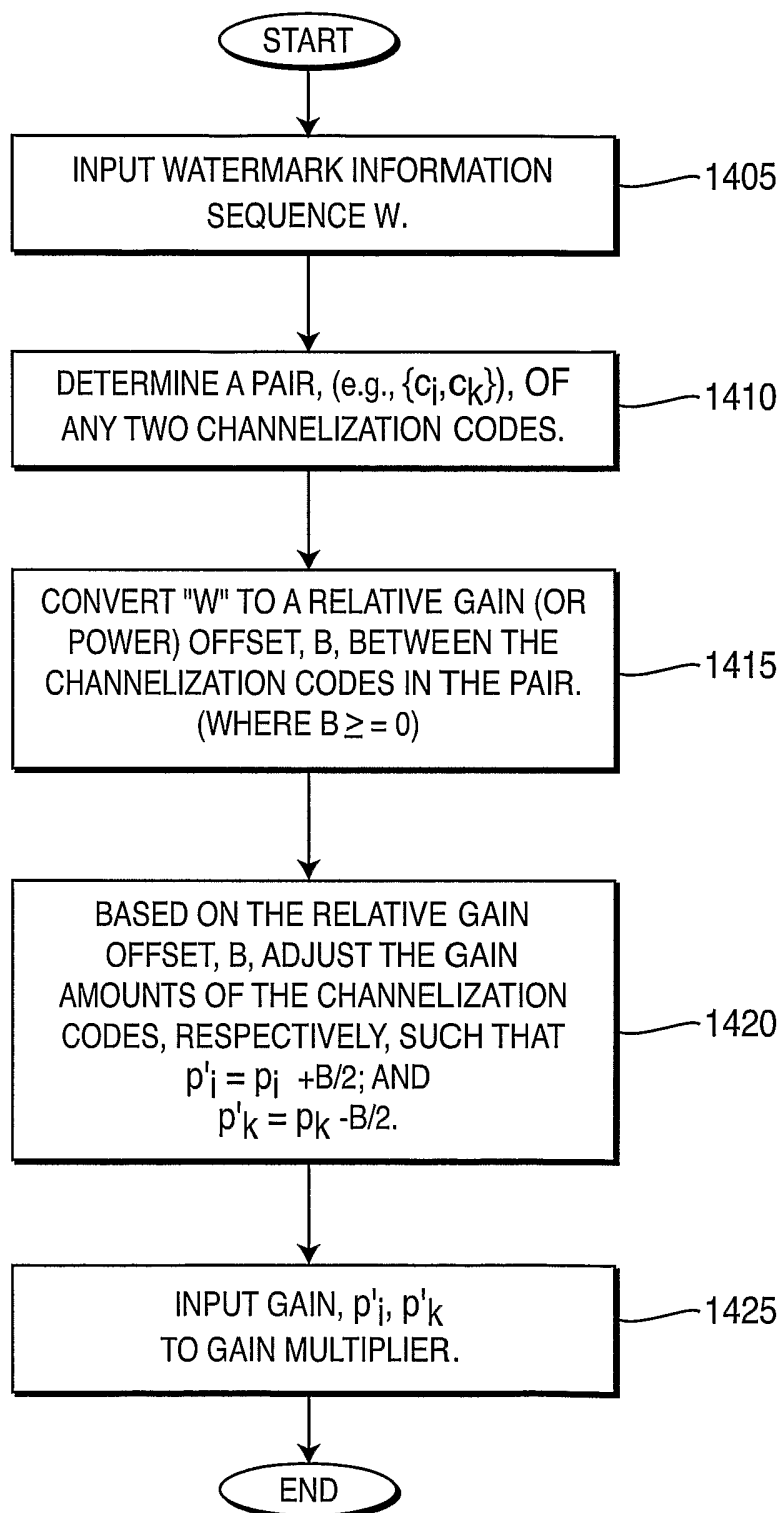 START
INPUT WATERMARK INFORMATION
SEQUENCE W.
1405
DETERMINE A PAIR, (e.g., {ci,ck}), OF
ANY TWO CHANNELIZATION CODES.
1410
CONVERT "W" TO A RELATIVE GAIN (OR
POWER) OFFSET, B, BETWEEN THE
CHANNELIZATION CODES IN THE PAIR.
(WHERE B ≥ = 0)
1415
BASED ON THE RELATIVE GAIN
OFFSET, B, ADJUST THE GAIN
AMOUNTS OF THE CHANNELIZATION
CODES, RESPECTIVELY, SUCH THAT
p'i = pi +B/2; AND
p'k = pk -B/2.
1420
INPUT GAIN, p'i, p'k
TO GAIN MULTIPLIER.
1425
END